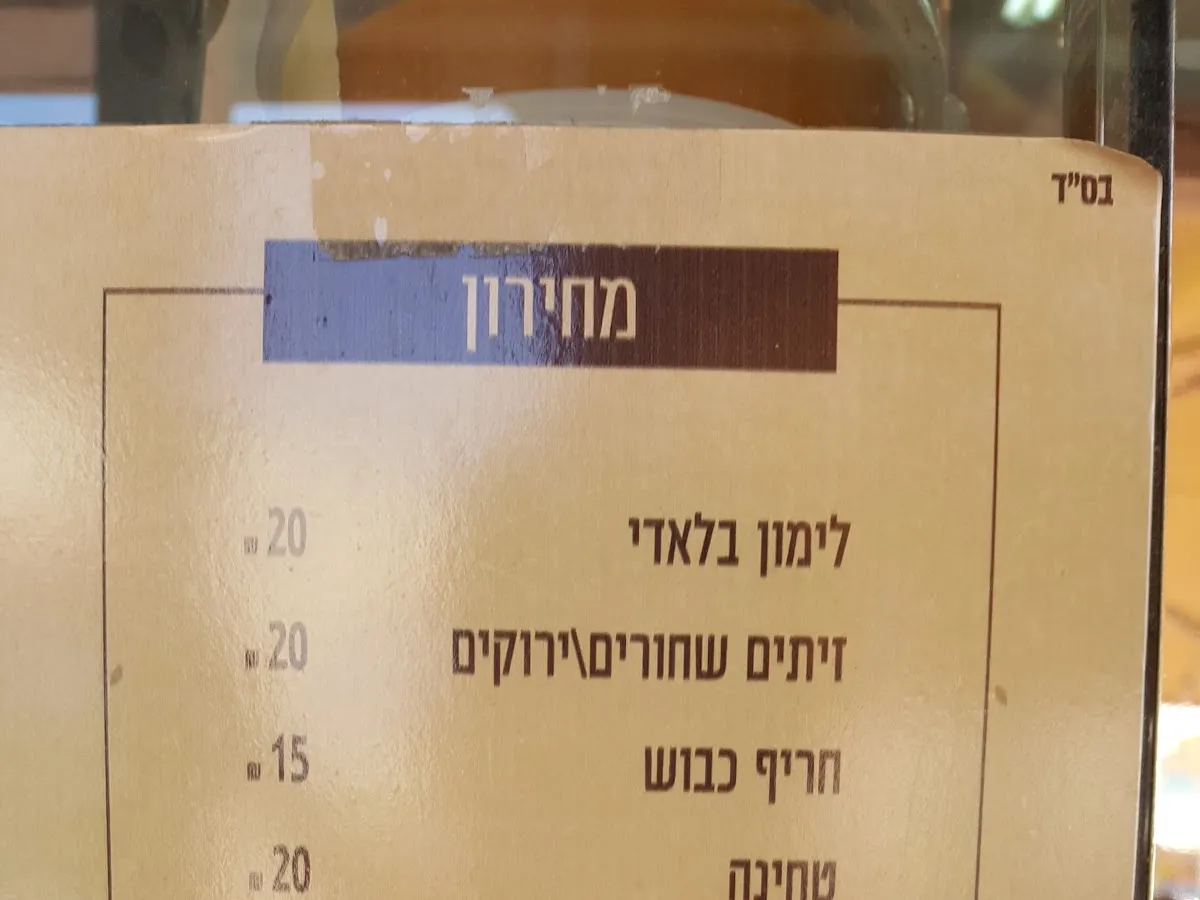 בס"ד
מחירון
לימון בלאדי 20 ₪
זיתים שחורים\ירוקים 20 ₪
חריף כבוש 15 ₪
טחינה 20 ₪